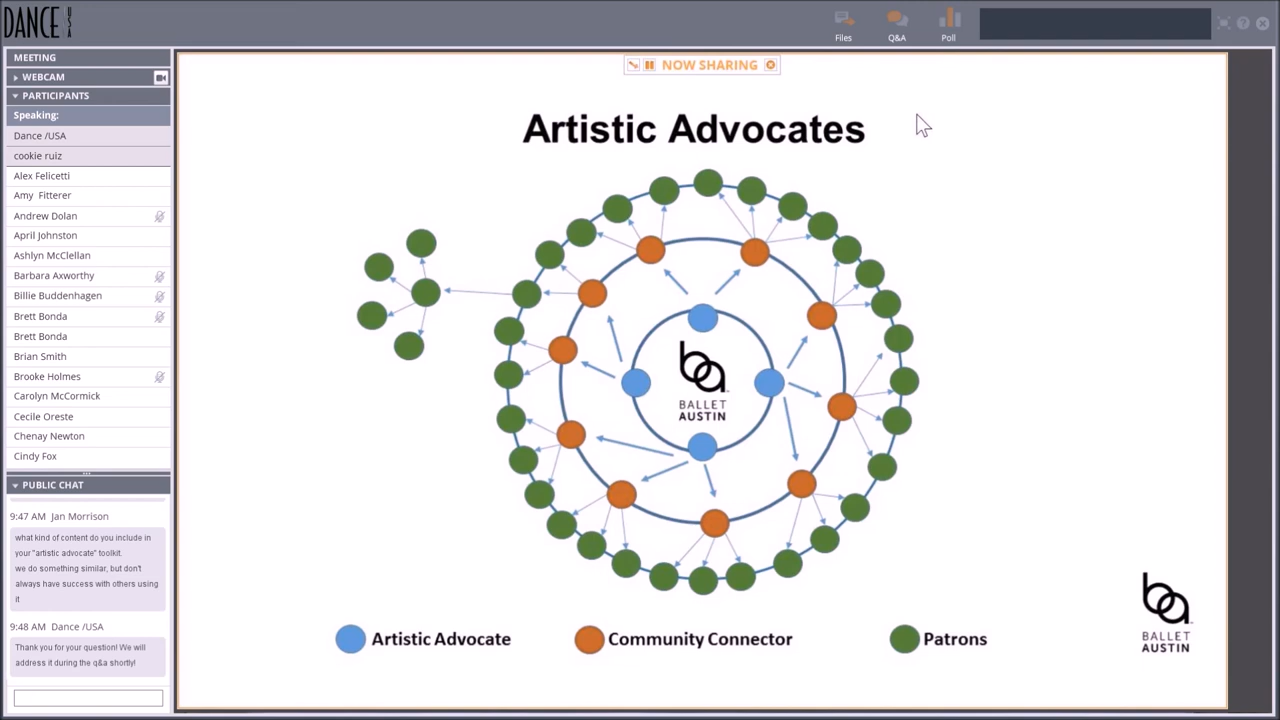 DANCE
USA
Files
Q&A
Poll
MEETING
WEBCAM
PARTICIPANTS
Speaking:
Dance /USA
cookie ruiz
Alex Felicetti
Amy Fitterer
Andrew Dolan
April Johnston
Ashlyn McClellan
Barbara Axworthy
Billie Buddenhagen
Brett Bonda
Brett Bonda
Brian Smith
Brooke Holmes
Carolyn McCormick
Cecile Oreste
Chenay Newton
Cindy Fox
PUBLIC CHAT
9:47 AM Jan Morrison
what kind of content do you include in
your "artistic advocate" toolkit.
we do something similar, but don't
always have success with others using
it
9:48 AM Dance /USA
Thank you for your question! We will
address it during the q&a shortly!
NOW SHARING
Artistic Advocates
ba
BALLET
AUSTIN
Artistic Advocate
Community Connector
Patrons
ba
BALLET
AUSTIN